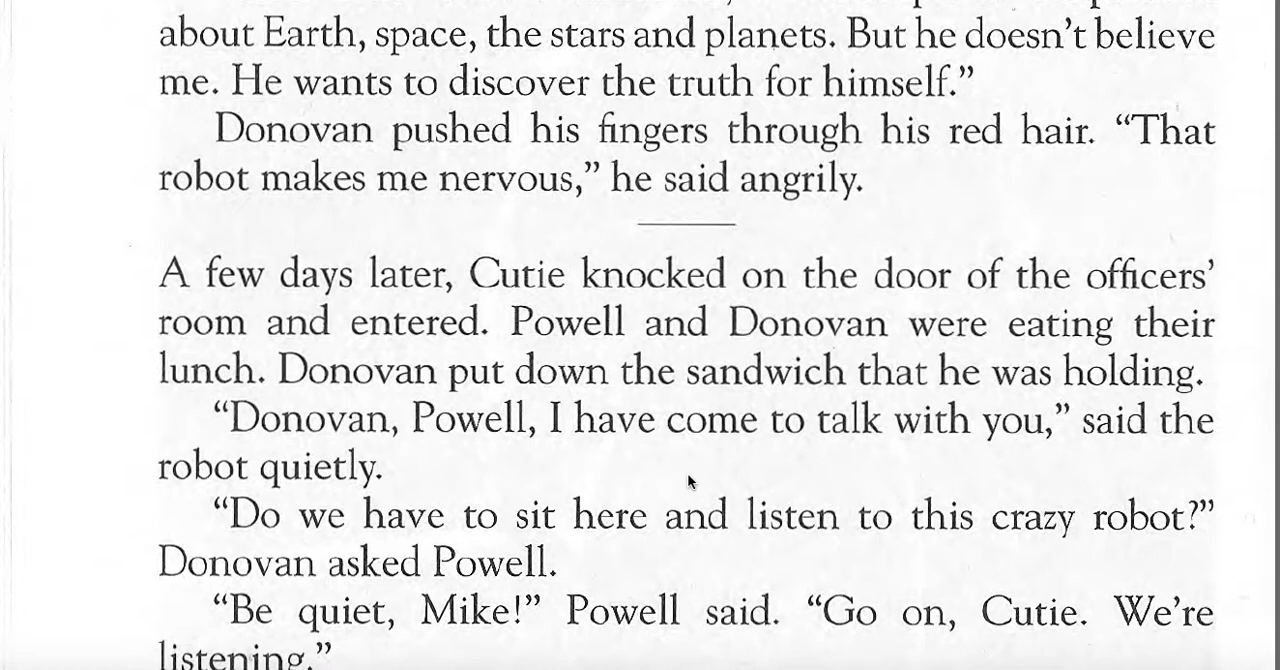 about Earth, space, the stars and planets. But he doesn’t believe
me. He wants to discover the truth for himself.”
Donovan pushed his fingers through his red hair. “That
robot makes me nervous,” he said angrily.
A few days later, Cutie knocked on the door of the officers’
room and entered. Powell and Donovan were eating their
lunch. Donovan put down the sandwich that he was holding.
“Donovan, Powell, I have come to talk with you,” said the
robot quietly.
“Do we have to sit here and listen to this crazy robot?”
Donovan asked Powell.
“Be quiet, Mike!” Powell said. “Go on, Cutie. We’re
listening.”